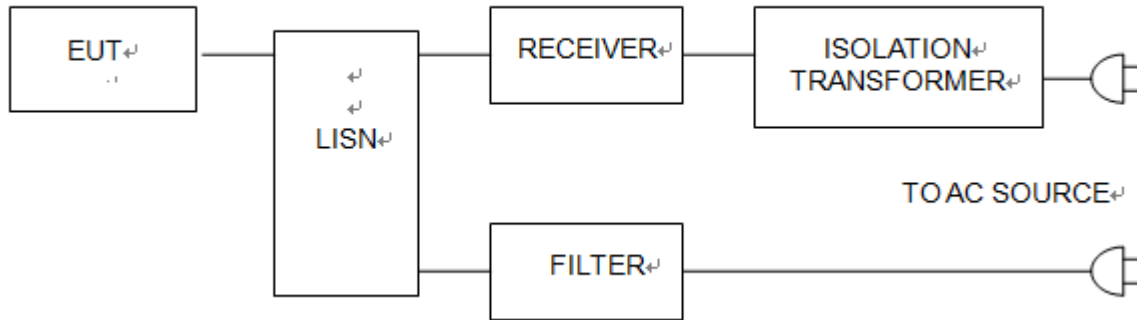 EUT
RECEIVER
ISOLATION
TRANSFORMER
LISN
TO AC SOURCE
FILTER